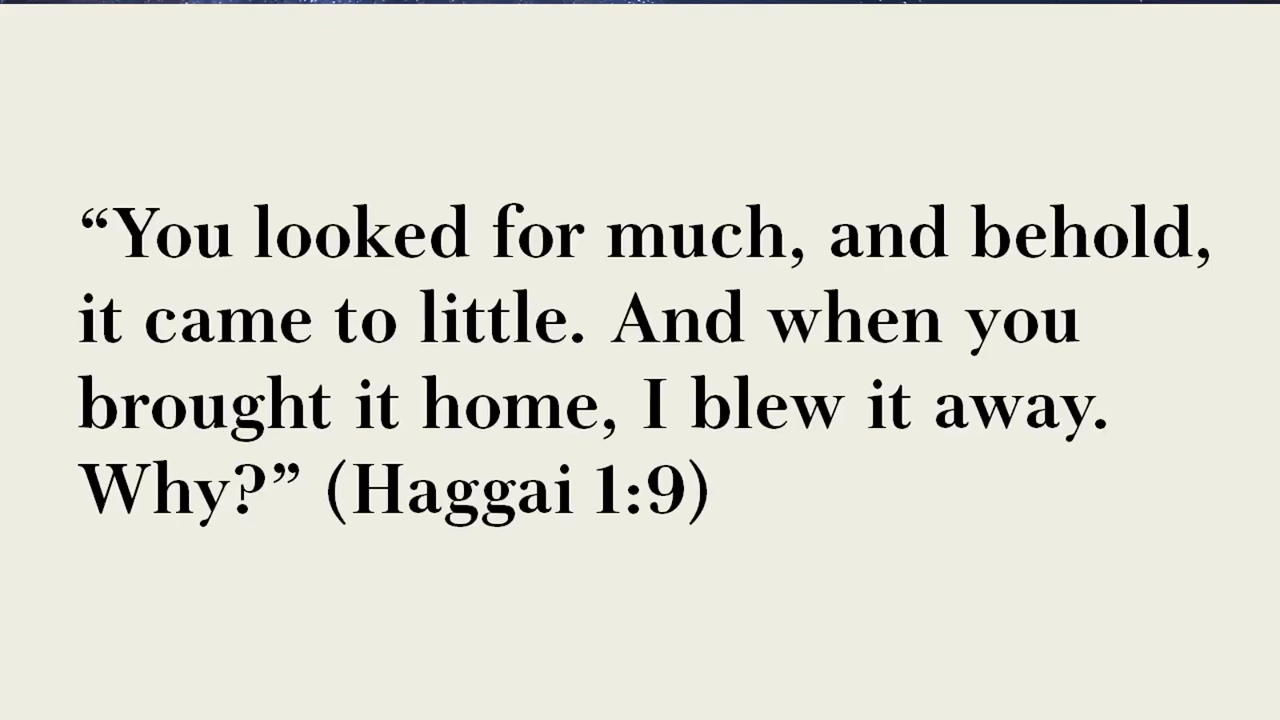 “You looked for much, and behold,
it came to little. And when you
brought it home, I blew it away.
Why?” (Haggai 1:9)